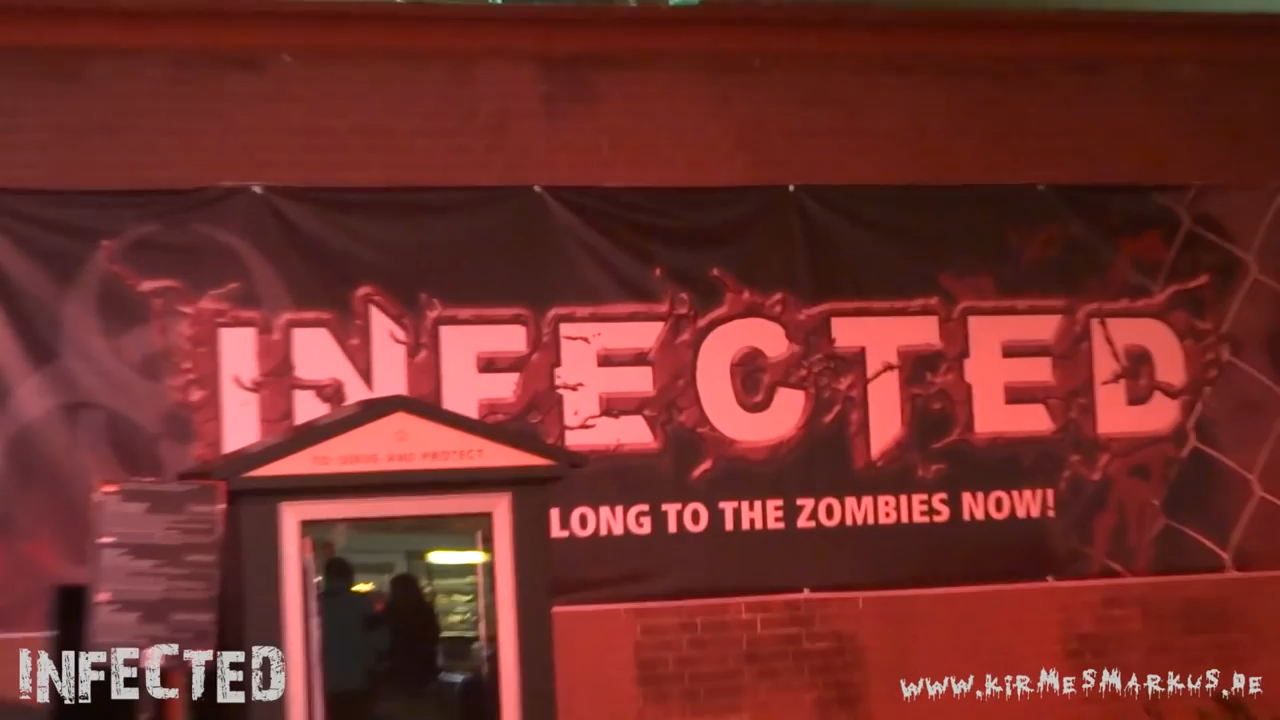 INFECTED
TO SERVE AND PROTECT
LONG TO THE ZOMBIES NOW!
INFECTED
www.kirmesmarkus.de